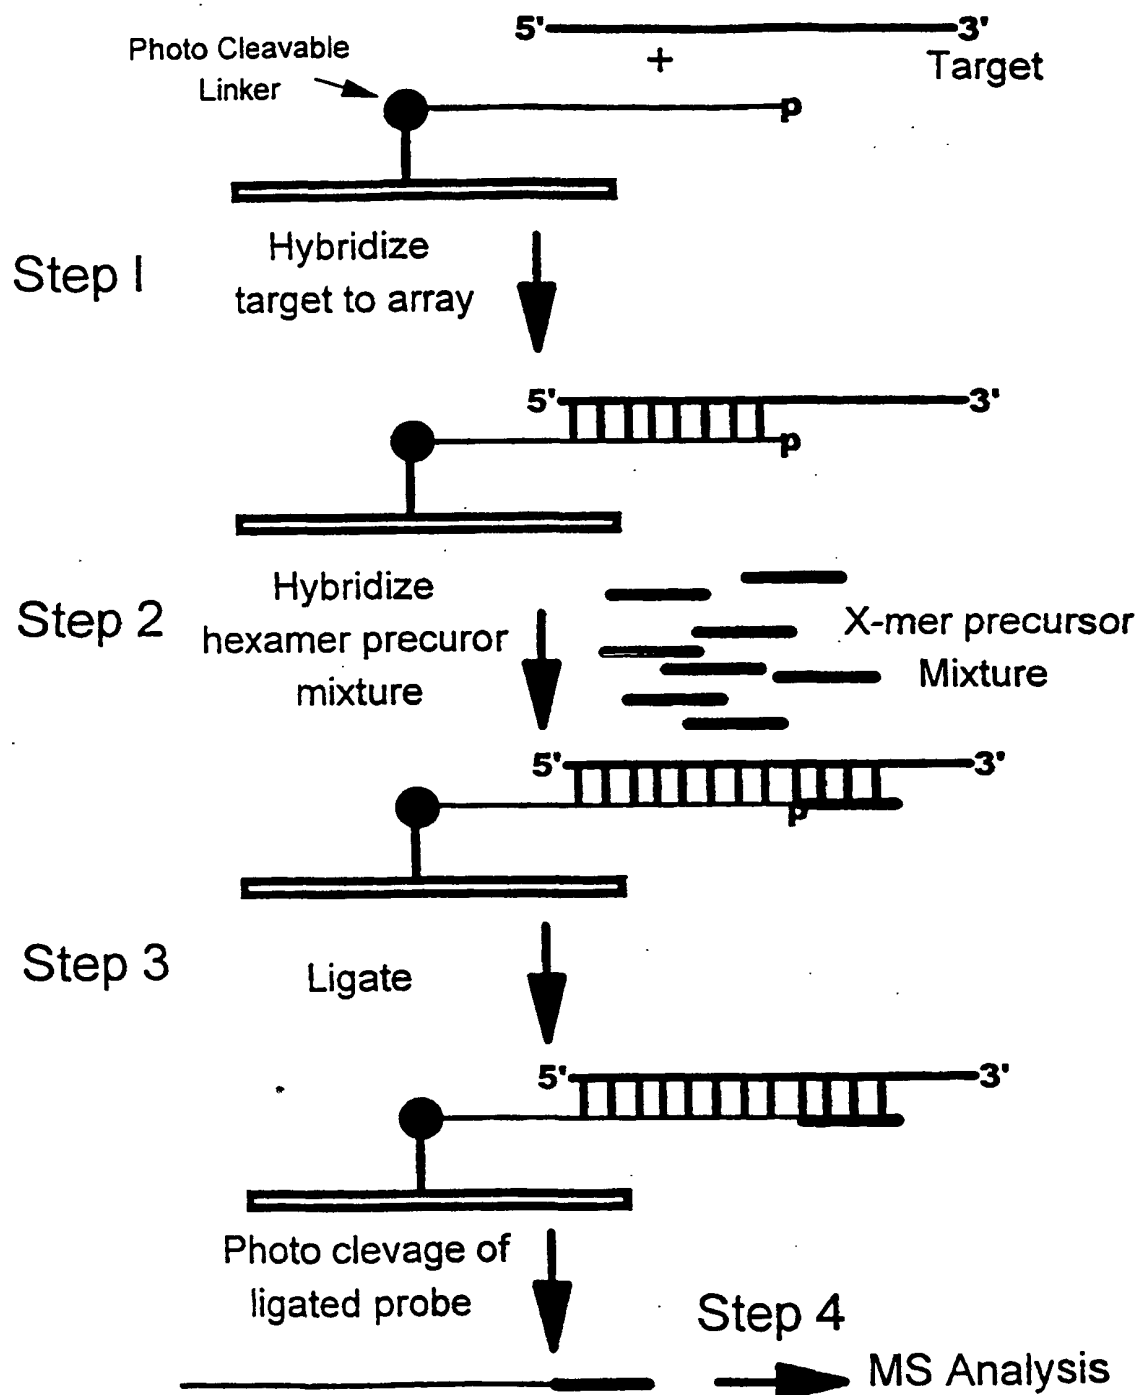 5' 3'
Photo Cleavable
Linker
+
Target
p
Step I
Hybridize
target to array
5' 3'
p
Step 2
Hybridize
hexamer precuror
mixture
X-mer precursor
Mixture
5' 3'
p
Step 3
Ligate
5' 3'
Photo clevage of
ligated probe
Step 4
MS Analysis